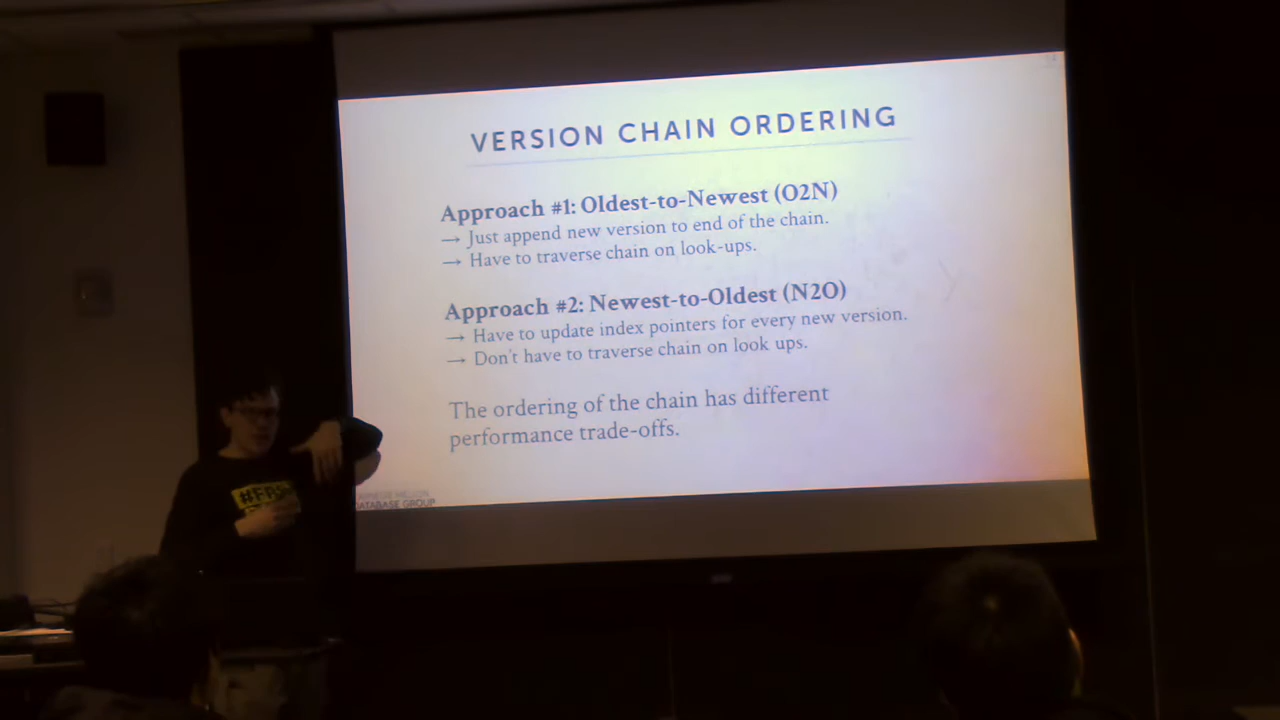 VERSION CHAIN ORDERING
Approach #1: Oldest-to-Newest (O2N)
→ Just append new version to end of the chain.
→ Have to traverse chain on look-ups.
Approach #2: Newest-to-Oldest (N2O)
→ Have to update index pointers for every new version.
→ Don't have to traverse chain on look ups.
The ordering of the chain has different
performance trade-offs.
DATABASE GROUP